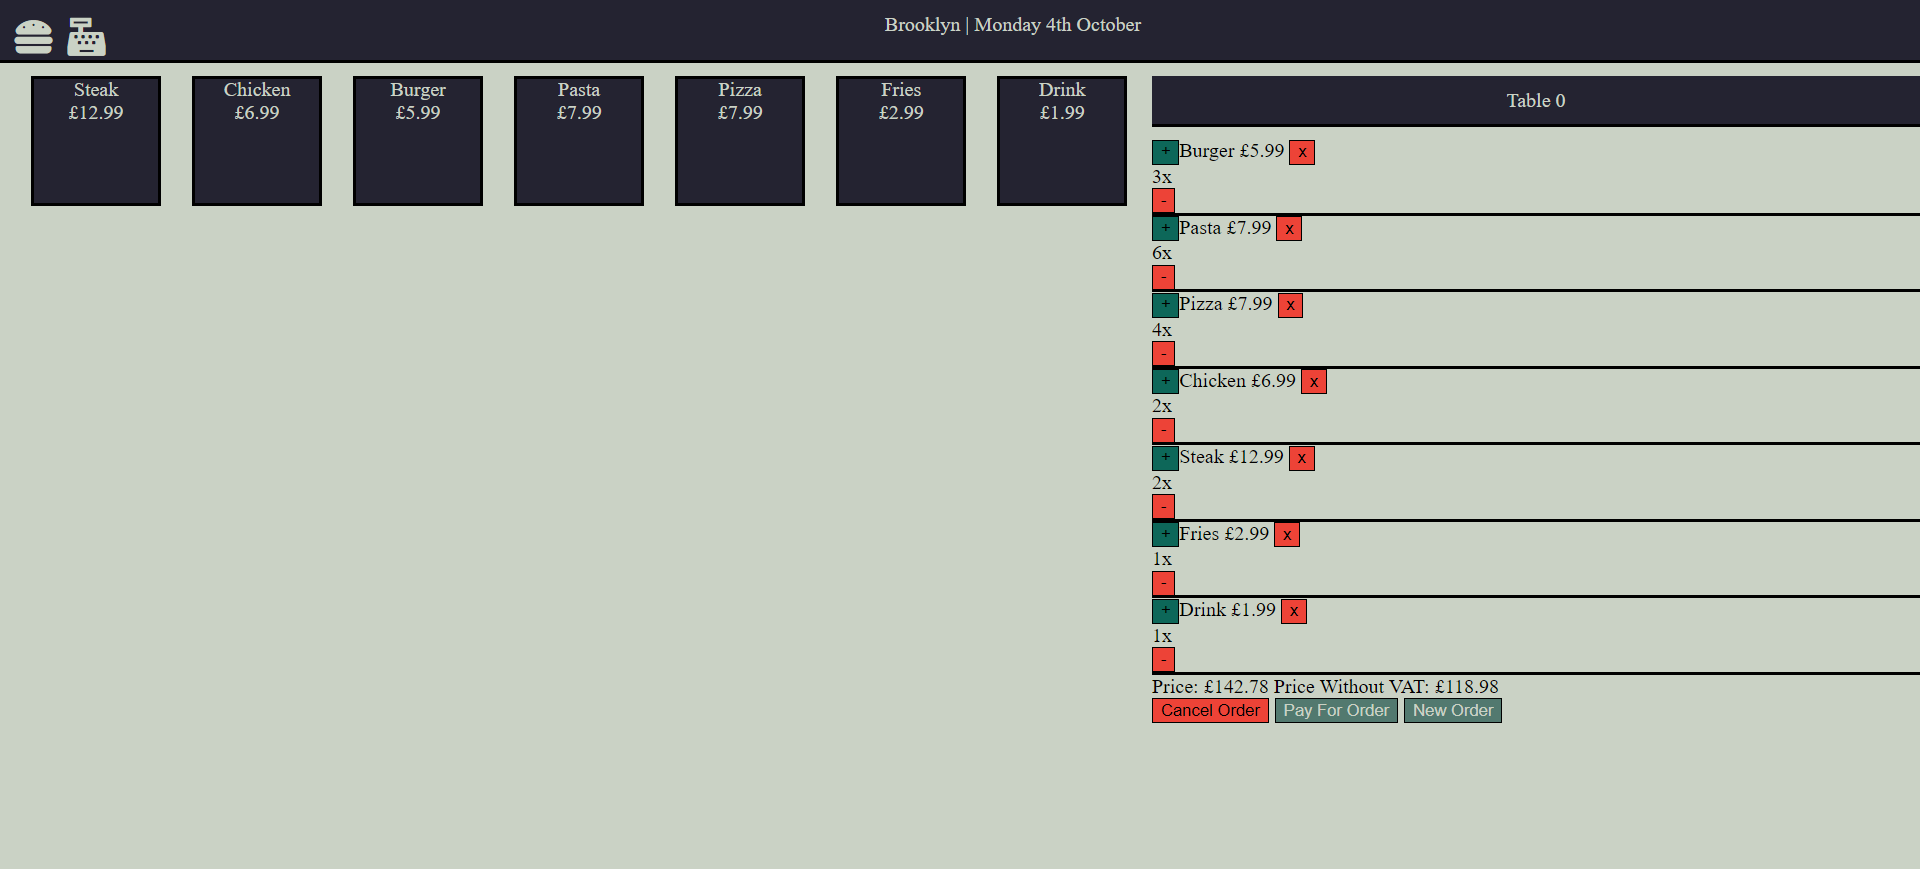 Brooklyn | Monday 4th October
Steak
£12.99
Chicken
£6.99
Burger
£5.99
Pasta
£7.99
Pizza
£7.99
Fries
£2.99
Drink
£1.99
Table 0
+ Burger £5.99 x
3x
-
+ Pasta £7.99 x
6x
-
+ Pizza £7.99 x
4x
-
+ Chicken £6.99 x
2x
-
+ Steak £12.99 x
2x
-
+ Fries £2.99 x
1x
-
+ Drink £1.99 x
1x
-
Price: £142.78 Price Without VAT: £118.98
Cancel Order Pay For Order New Order